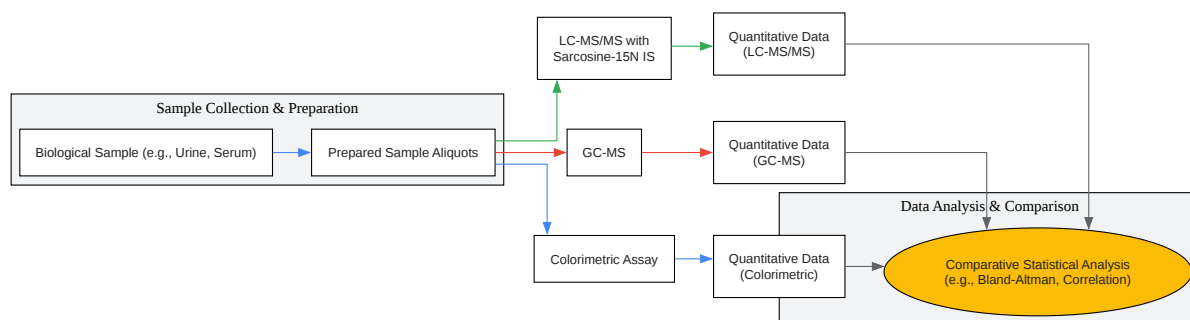 Sample Collection & Preparation
Biological Sample (e.g., Urine, Serum)
Prepared Sample Aliquots
LC-MS/MS with
Sarcosine-15N IS
Quantitative Data
(LC-MS/MS)
GC-MS
Quantitative Data
(GC-MS)
Colorimetric Assay
Quantitative Data
(Colorimetric)
Data Analysis & Comparison
Comparative Statistical Analysis
(e.g., Bland-Altman, Correlation)